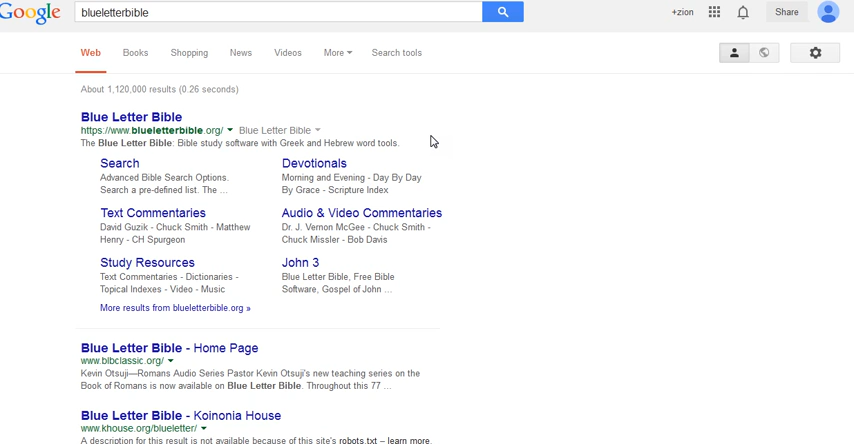 Google blueletterbible +zion Share
Web Books Shopping News Videos More Search tools
About 1,120,000 results (0.26 seconds)
Blue Letter Bible
https://www.blueletterbible.org/ Blue Letter Bible
The Blue Letter Bible: Bible study software with Greek and Hebrew word tools.
Search
Advanced Bible Search Options.
Search a pre-defined list. The ...
Devotionals
Morning and Evening - Day By Day
By Grace - Scripture Index
Text Commentaries
David Guzik - Chuck Smith - Matthew
Henry - CH Spurgeon
Audio & Video Commentaries
Dr. J. Vernon McGee - Chuck Smith -
Chuck Missler - Bob Davis
Study Resources
Text Commentaries - Dictionaries -
Topical Indexes - Video - Music
John 3
Blue Letter Bible, Free Bible
Software, Gospel of John ...
More results from blueletterbible.org »
Blue Letter Bible - Home Page
www.blbclassic.org/
Kevin Otsuji—Romans Audio Series Pastor Kevin Otsuji's new teaching series on the
Book of Romans is now available on Blue Letter Bible. Throughout this 77 ...
Blue Letter Bible - Koinonia House
www.khouse.org/blueletter/
A description for this result is not available because of this site's robots.txt – learn more.